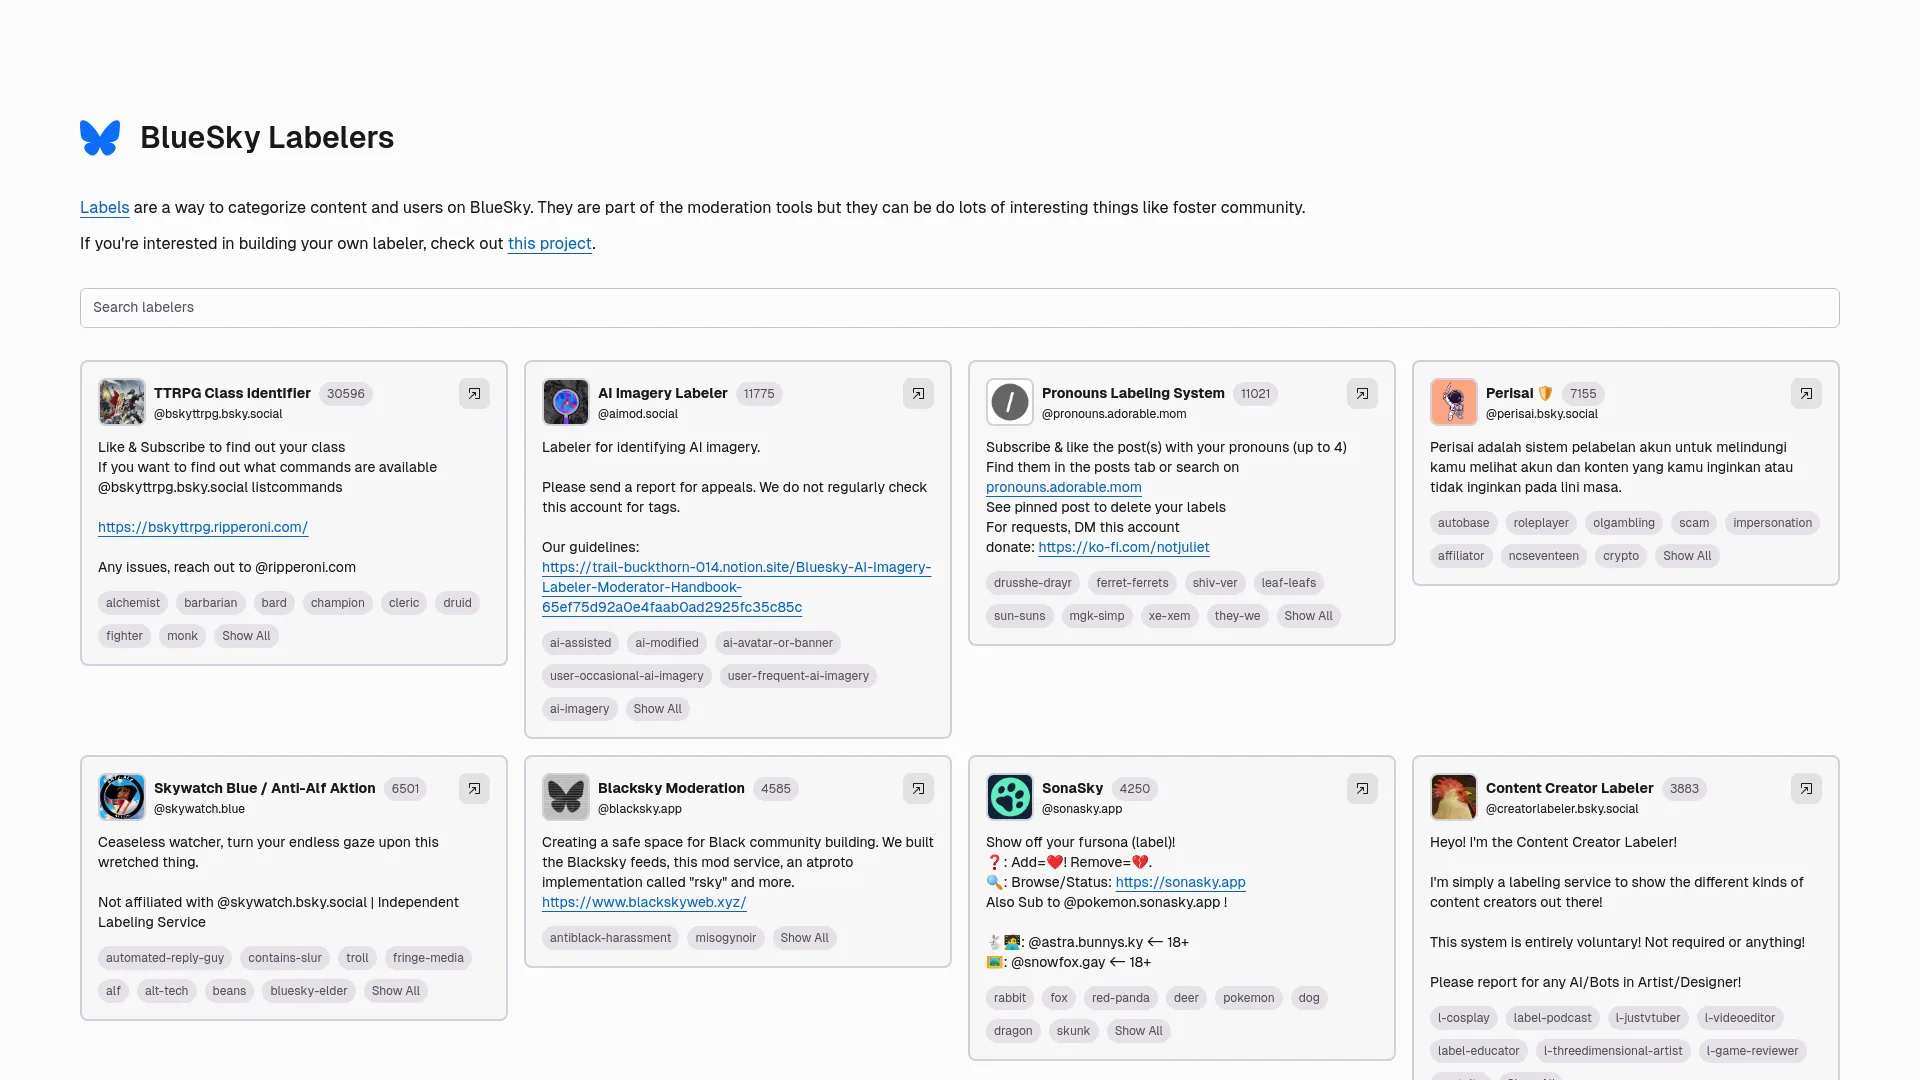 BlueSky Labelers
Labels are a way to categorize content and users on BlueSky. They are part of the moderation tools but they can be do lots of interesting things like foster community.
If you're interested in building your own labeler, check out this project.
Search labelers
TTRPG Class Identifier 30596
@bskyttrpg.bsky.social
Like & Subscribe to find out your class
If you want to find out what commands are available
@bskyttrpg.bsky.social listcommands
https://bskyttrpg.ripperoni.com/
Any issues, reach out to @ripperoni.com
alchemist barbarian bard champion cleric druid
fighter monk Show All
AI Imagery Labeler 11775
@aimod.social
Labeler for identifying AI imagery.
Please send a report for appeals. We do not regularly check
this account for tags.
Our guidelines:
https://trail-buckthorn-014.notion.site/Bluesky-AI-Imagery-
Labeler-Moderator-Handbook-
65ef75d92a0e4faab0ad2925fc35c85c
ai-assisted ai-modified ai-avatar-or-banner
user-occasional-ai-imagery user-frequent-ai-imagery
ai-imagery Show All
Pronouns Labeling System 11021
@pronouns.adorable.mom
Subscribe & like the post(s) with your pronouns (up to 4)
Find them in the posts tab or search on
pronouns.adorable.mom
See pinned post to delete your labels
For requests, DM this account
donate: https://ko-fi.com/notjuliet
drusshe-drayr ferret-ferrets shiv-ver leaf-leafs
sun-suns mgk-simp xe-xem they-we Show All
Perisai 🛡️ 7155
@perisai.bsky.social
Perisai adalah sistem pelabelan akun untuk melindungi
kamu melihat akun dan konten yang kamu inginkan atau
tidak inginkan pada lini masa.
autobase roleplayer olgambling scam impersonation
affiliator ncseventeen crypto Show All
Skywatch Blue / Anti-Alf Aktion 6501
@skywatch.blue
Ceaseless watcher, turn your endless gaze upon this
wretched thing.
Not affiliated with @skywatch.bsky.social | Independent
Labeling Service
automated-reply-guy contains-slur troll fringe-media
alf alt-tech beans bluesky-elder Show All
Blacksky Moderation 4585
@blacksky.app
Creating a safe space for Black community building. We built
the Blacksky feeds, this mod service, an atproto
implementation called "rsky" and more.
https://www.blackskyweb.xyz/
antiblack-harassment misogynoir Show All
SonaSky 4250
@sonasky.app
Show off your fursona (label)!
❓: Add=❤️! Remove=💔.
🔍: Browse/Status: https://sonasky.app
Also Sub to @pokemon.sonasky.app !
🐇🧑‍💻: @astra.bunnys.ky <— 18+
🖼️: @snowfox.gay <— 18+
rabbit fox red-panda deer pokemon dog
dragon skunk Show All
Content Creator Labeler 3883
@creatorlabeler.bsky.social
Heyo! I'm the Content Creator Labeler!
I'm simply a labeling service to show the different kinds of
content creators out there!
This system is entirely voluntary! Not required or anything!
Please report for any AI/Bots in Artist/Designer!
l-cosplay label-podcast l-justvtuber l-videoeditor
label-educator l-threedimensional-artist l-game-reviewer